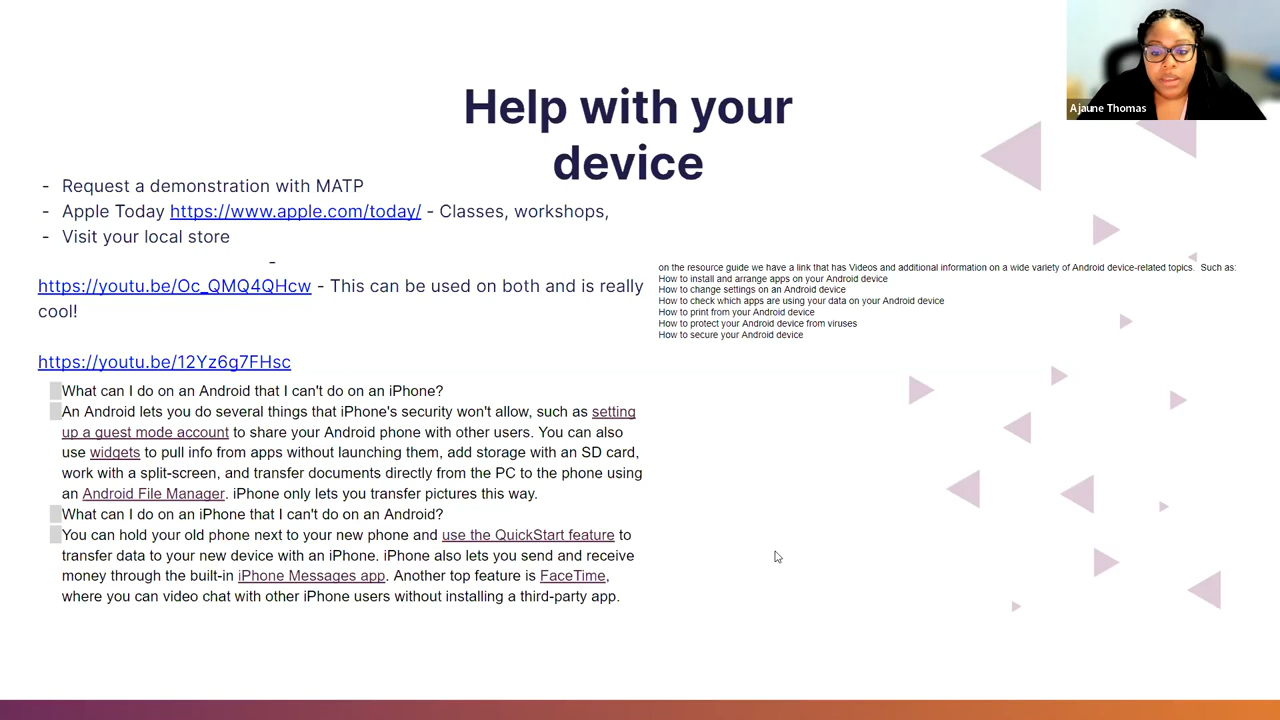 Help with your
device
- Request a demonstration with MATP
- Apple Today https://www.apple.com/today/ - Classes, workshops,
- Visit your local store
-
https://youtu.be/Oc_QMQ4QHcw - This can be used on both and is really
cool!
https://youtu.be/12Yz6g7FHsc
What can I do on an Android that I can't do on an iPhone?
An Android lets you do several things that iPhone's security won't allow, such as setting
up a guest mode account to share your Android phone with other users. You can also
use widgets to pull info from apps without launching them, add storage with an SD card,
work with a split-screen, and transfer documents directly from the PC to the phone using
an Android File Manager. iPhone only lets you transfer pictures this way.
What can I do on an iPhone that I can't do on an Android?
You can hold your old phone next to your new phone and use the QuickStart feature to
transfer data to your new device with an iPhone. iPhone also lets you send and receive
money through the built-in iPhone Messages app. Another top feature is FaceTime,
where you can video chat with other iPhone users without installing a third-party app.
on the resource guide we have a link that has Videos and additional information on a wide variety of Android device-related topics. Such as:
How to install and arrange apps on your Android device
How to change settings on an Android device
How to check which apps are using your data on your Android device
How to print from your Android device
How to protect your Android device from viruses
How to secure your Android device
Ajaune Thomas